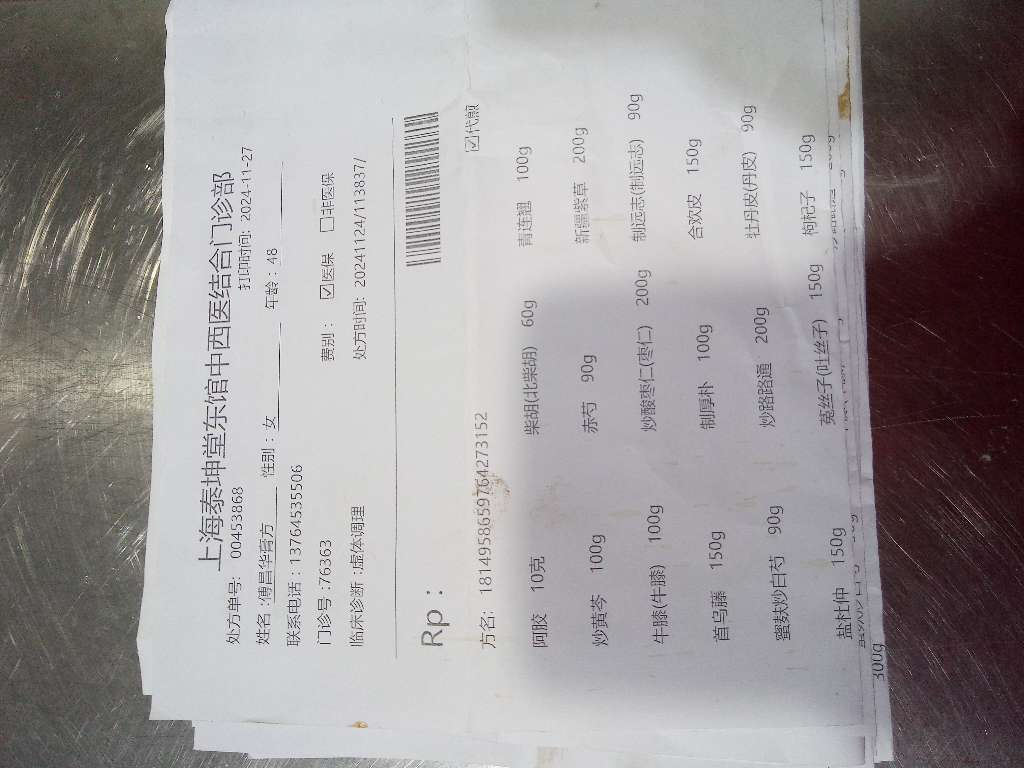 上海泰坤堂东馆中西医结合门诊部
处方单号: 00453868 打印时间: 2024-11-27
姓名:傅昌华膏方 性别: 女 年龄: 48
联系电话: 13764535506
门诊号:76363 费别: ☑医保 ☐非医保
临床诊断:虚体调理 处方时间: 20241124/113837/
Rp:
方名: 1814958659764273152 ☑代煎
阿胶 10克 柴胡(北柴胡) 60g 青连翘 100g
炒黄芩 100g 赤芍 90g 新疆紫草 200g
牛膝(牛膝) 100g 炒酸枣仁(枣仁) 200g 制远志(制远志) 90g
首乌藤 150g 制厚朴 100g 合欢皮 150g
蜜麸炒白芍 90g 炒路路通 200g 牡丹皮(丹皮) 90g
盐杜仲 150g 菟丝子(吐丝子) 150g 枸杞子 150g
300g